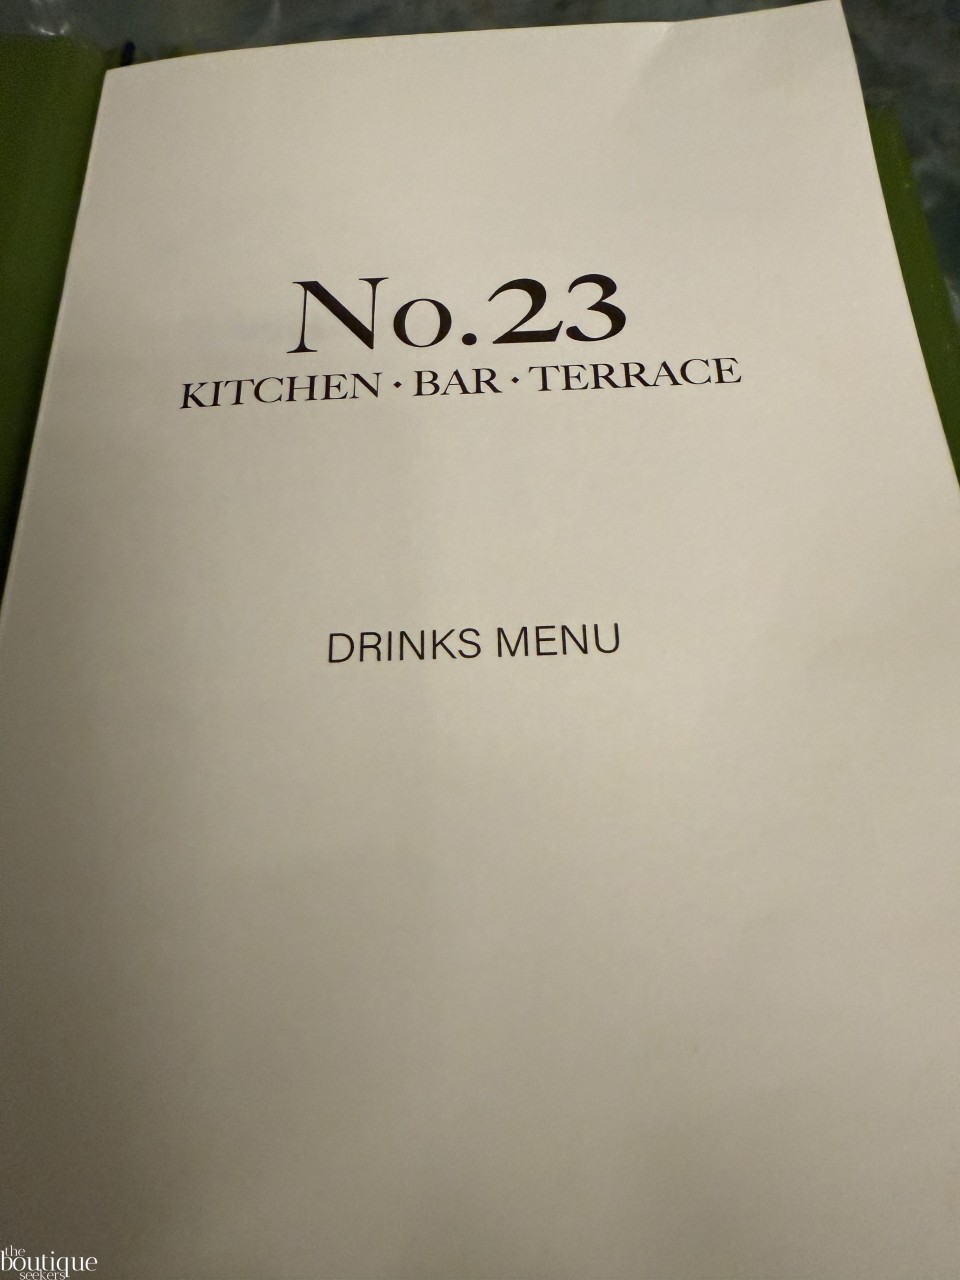 No.23
KITCHEN · BAR · TERRACE
DRINKS MENU
the
boutique
seekers